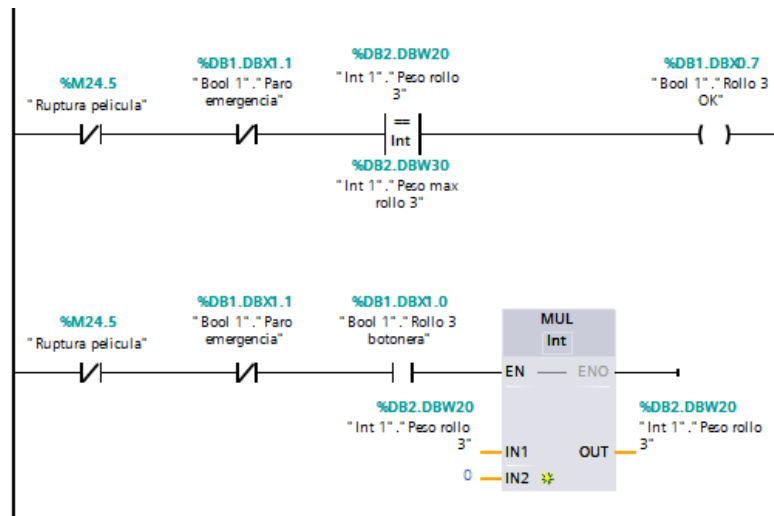 %DB2.DBW20
%DB1.DBX1.1
"Int 1"."Peso rollo
%DB1.DBX0.7
%M24.5
"Bool 1"."Paro
3"
"Bool 1"."Rollo 3
"Ruptura pelicula"
emergencia"
OK"
==
Int
%DB2.DBW30
"Int 1"."Peso max
rollo 3"
%DB1.DBX1.1
%DB1.DBX1.0
%M24.5
"Bool 1"."Paro
"Bool 1"."Rollo 3
MUL
"Ruptura pelicula"
emergencia"
botonera"
Int
EN
ENO
%DB2.DBW20
%DB2.DBW20
"Int 1"."Peso rollo
"Int 1"."Peso rollo
3"
IN1
OUT
3"
0
IN2